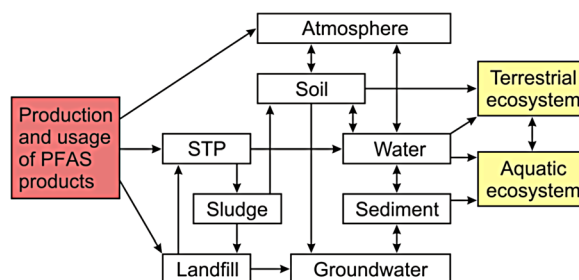 Atmosphere
Soil
Terrestrial
ecosystem
Production
and usage
of PFAS
products
STP
Water
Aquatic
ecosystem
Sludge
Sediment
Landfill
Groundwater